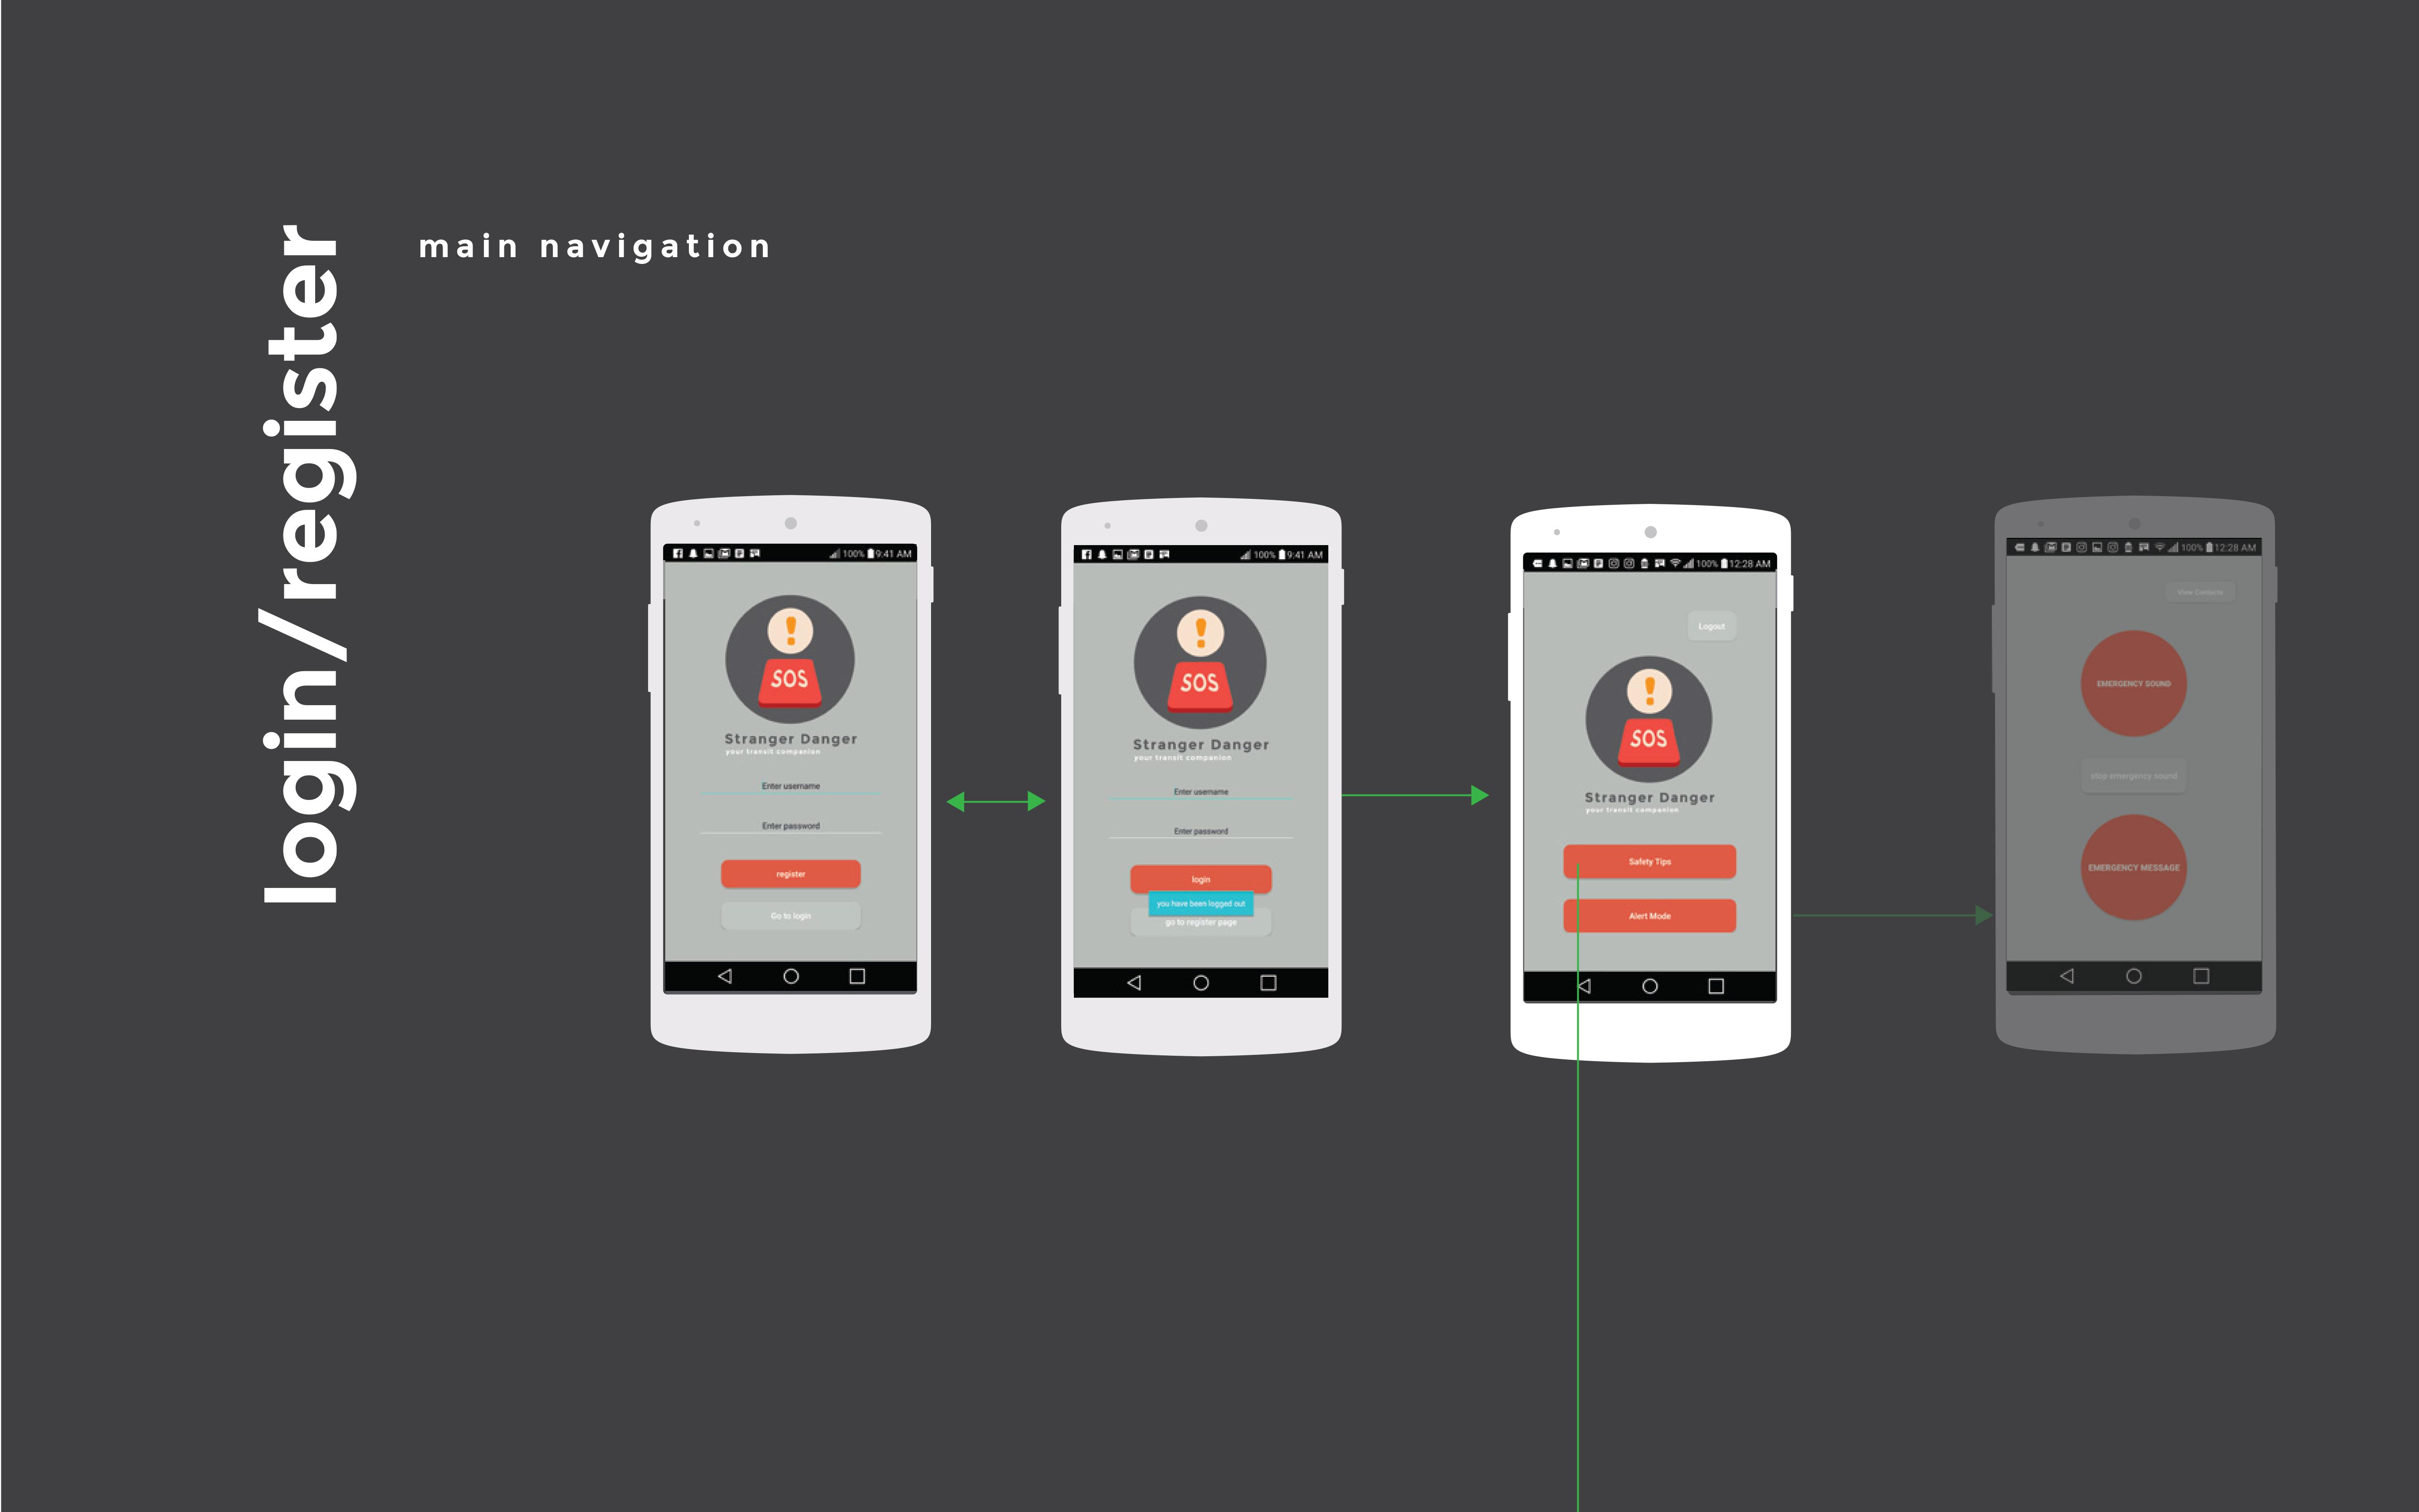 login/register
main navigation
100% 9:41 AM
SOS
Stranger Danger
your transit companion
Enter username
Enter password
register
Go to login
100% 9:41 AM
SOS
Stranger Danger
your transit companion
Enter username
Enter password
login
you have been logged out
go to register page
100% 12:28 AM
Logout
SOS
Stranger Danger
your transit companion
Safety Tips
Alert Mode
100% 12:28 AM
View Contacts
EMERGENCY SOUND
stop emergency sound
EMERGENCY MESSAGE